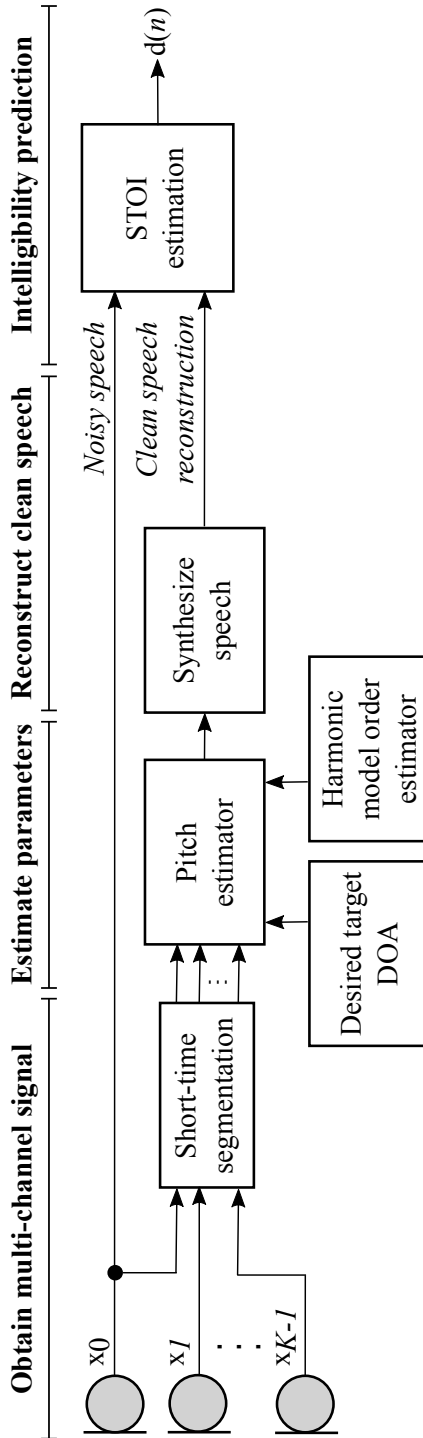 Obtain multi-channel signal
Estimate parameters
Reconstruct clean speech
Intelligibility prediction
x0
x1
. . . .
xK-1
Short-time
segmentation
...
Pitch
estimator
Desired target
DOA
Harmonic
model order
estimator
Synthesize
speech
Noisy speech
Clean speech
reconstruction
STOI
estimation
d(n)